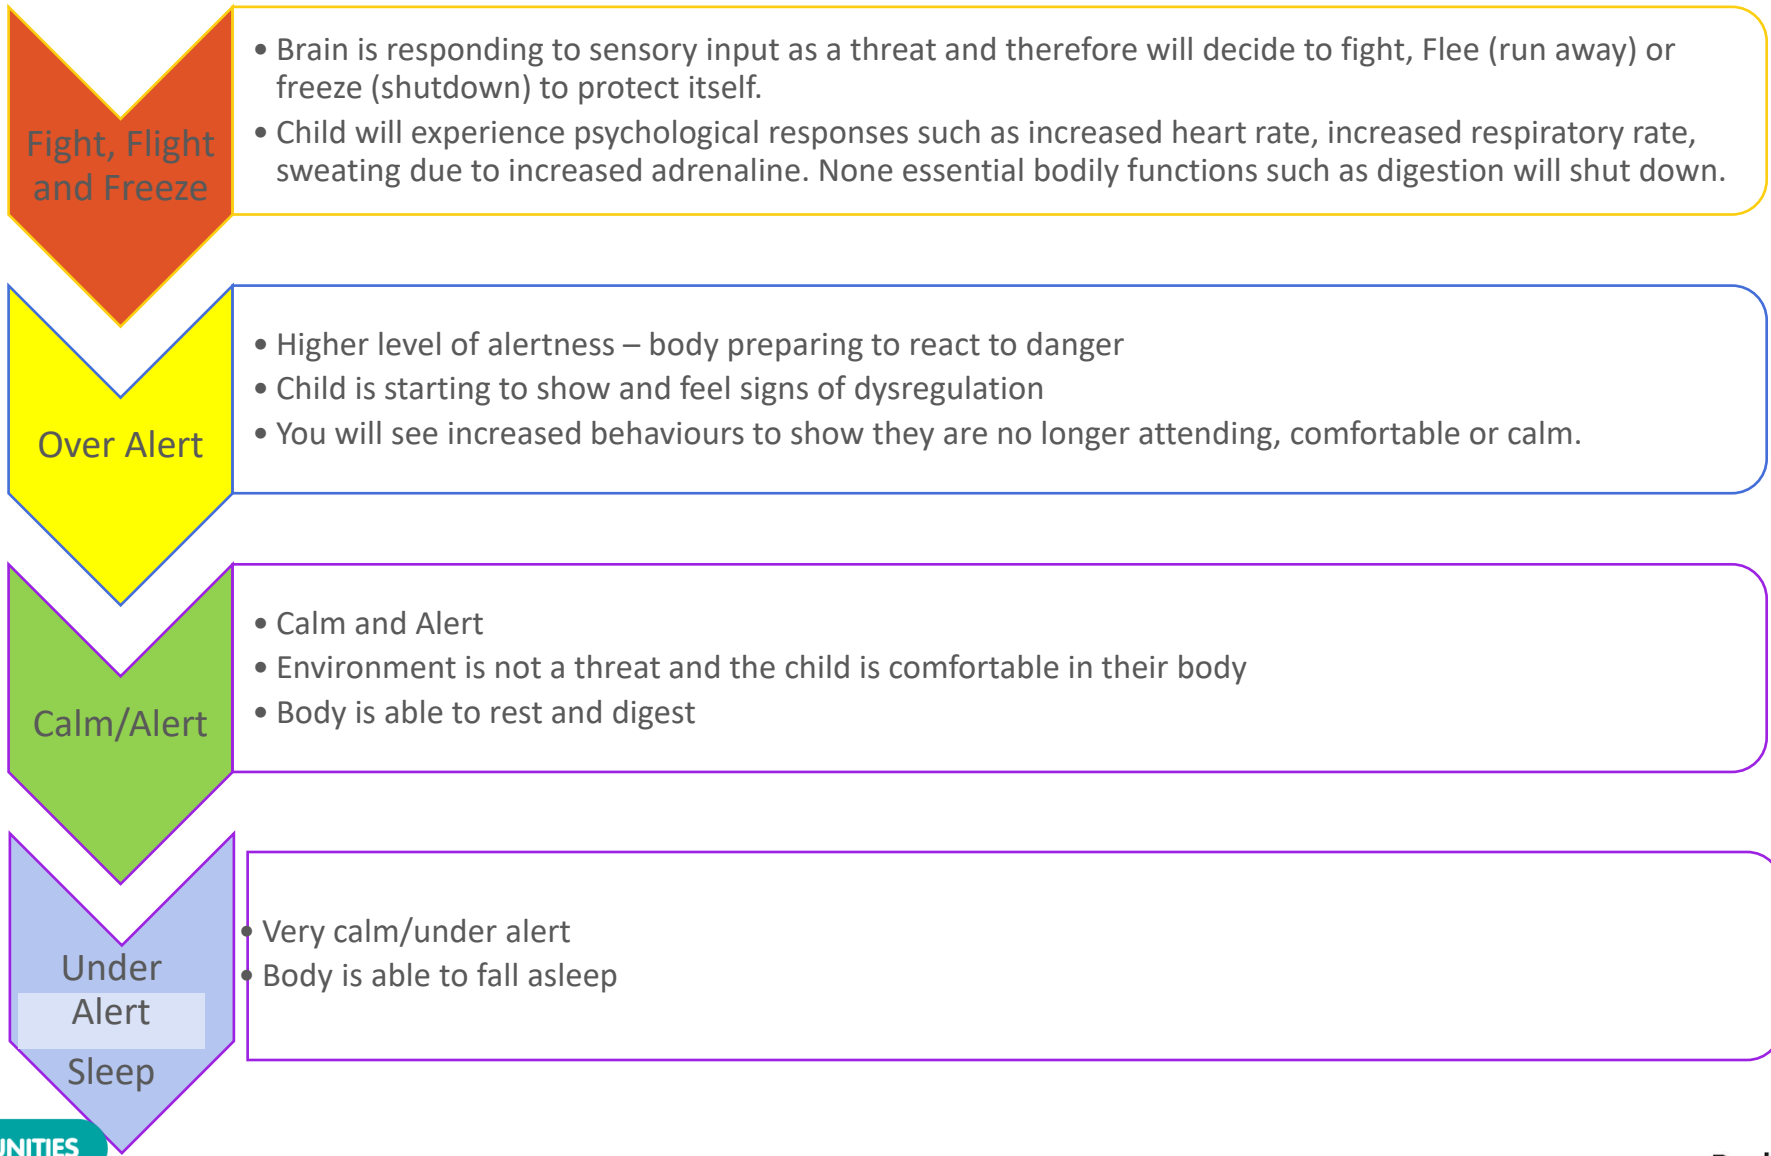 Fight, Flight
and Freeze
• Brain is responding to sensory input as a threat and therefore will decide to fight, Flee (run away) or
freeze (shutdown) to protect itself.
• Child will experience psychological responses such as increased heart rate, increased respiratory rate,
sweating due to increased adrenaline. None essential bodily functions such as digestion will shut down.
Over Alert
• Higher level of alertness – body preparing to react to danger
• Child is starting to show and feel signs of dysregulation
• You will see increased behaviours to show they are no longer attending, comfortable or calm.
Calm/Alert
• Calm and Alert
• Environment is not a threat and the child is comfortable in their body
• Body is able to rest and digest
Under
Alert
Sleep
• Very calm/under alert
• Body is able to fall asleep